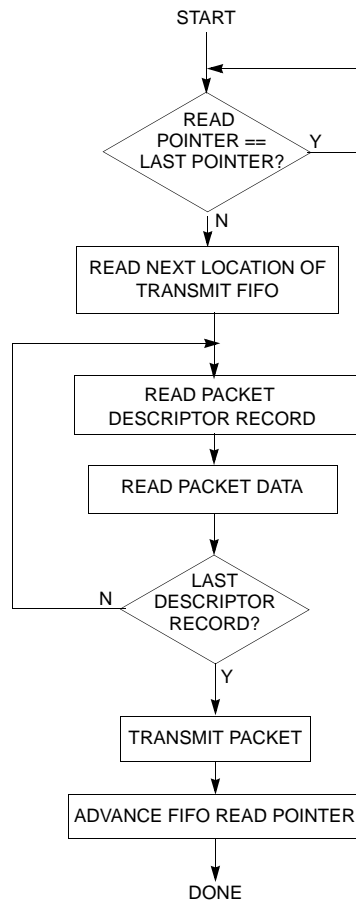 START
READ
POINTER ==
LAST POINTER?
Y
N
READ NEXT LOCATION OF
TRANSMIT FIFO
READ PACKET
DESCRIPTOR RECORD
READ PACKET DATA
LAST
DESCRIPTOR
RECORD?
N
Y
TRANSMIT PACKET
ADVANCE FIFO READ POINTER
DONE